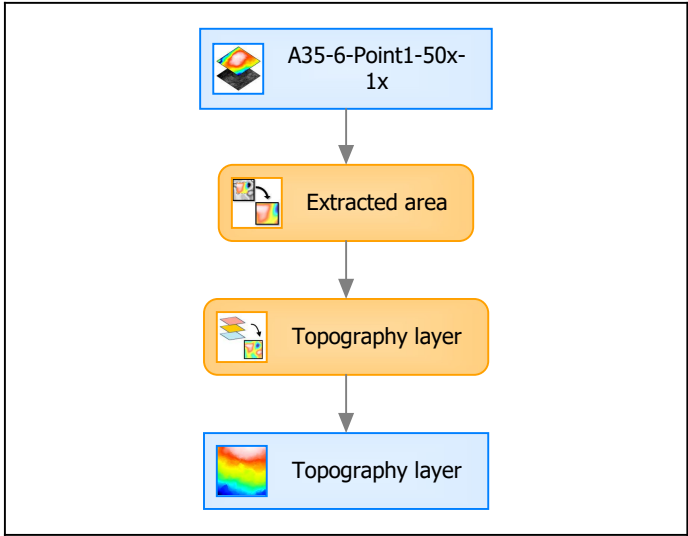 A35-6-Point1-50x-
1x
Extracted area
Topography layer
Topography layer